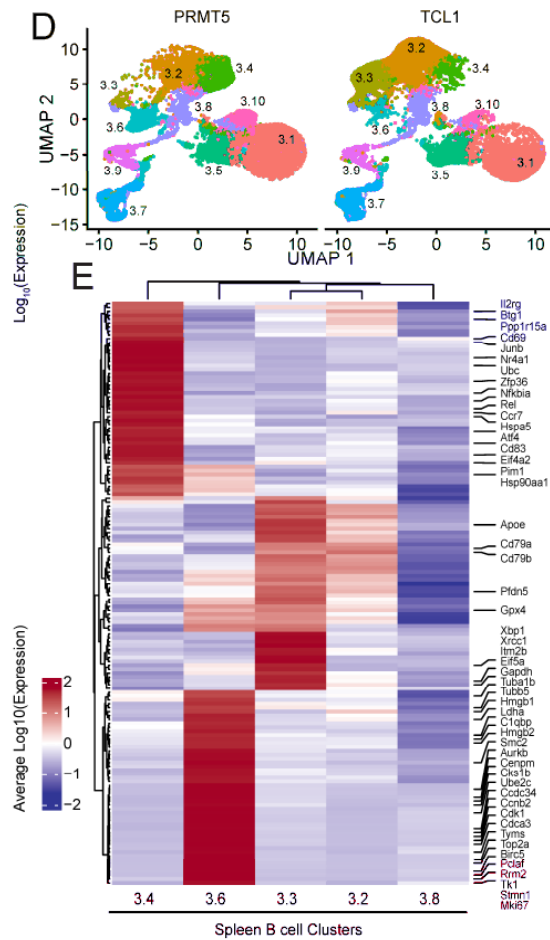 D
PRMT5
TCL1
UMAP 2
10
5
0
−5
−10
−15
3.2
3.4
3.3
3.8
3.10
3.6
3.1
3.9
3.5
3.7
3.2
3.3
3.4
3.8
3.10
3.6
3.1
3.9
3.5
3.7
−10
−5
0
5
10
−10
−5
0
5
10
UMAP 1
E
Log10(Expression)
Il2rg
Btg1
Ppp1r15a
Cd69
Junb
Nr4a1
Ubc
Zfp36
Nfkbia
Rel
Ccr7
Hspa5
Atf4
Cd83
Eif4a2
Pim1
Hsp90aa1
Apoe
Cd79a
Cd79b
Pfdn5
Gpx4
Xbp1
Xrcc1
Itm2b
Eif5a
Gapdh
Tuba1b
Tubb5
Hmgb1
Ldha
C1qbp
Hmgb2
Smc2
Aurkb
Cenpm
Cks1b
Ube2c
Ccdc34
Ccnb2
Cdk1
Cdca3
Tyms
Top2a
Birc5
Pclaf
Rrm2
Tk1
Stmn1
Mki67
Average Log10(Expression)
2
1
0
−1
−2
3.4
3.6
3.3
3.2
3.8
Spleen B cell Clusters